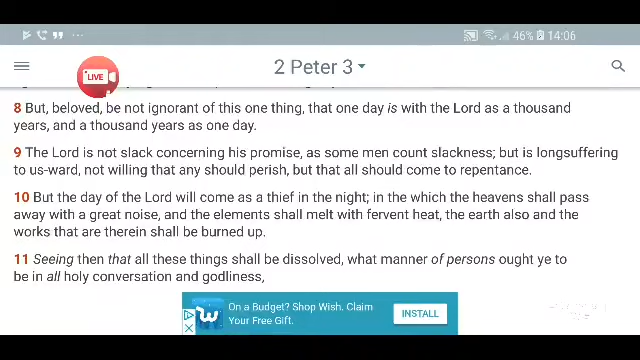 46% 14:06
2 Peter 3
LIVE
8 But, beloved, be not ignorant of this one thing, that one day is with the Lord as a thousand
years, and a thousand years as one day.
9 The Lord is not slack concerning his promise, as some men count slackness; but is longsuffering
to us-ward, not willing that any should perish, but that all should come to repentance.
10 But the day of the Lord will come as a thief in the night; in the which the heavens shall pass
away with a great noise, and the elements shall melt with fervent heat, the earth also and the
works that are therein shall be burned up.
11 Seeing then that all these things shall be dissolved, what manner of persons ought ye to
be in all holy conversation and godliness,
On a Budget? Shop Wish. Claim
Your Free Gift.
INSTALL